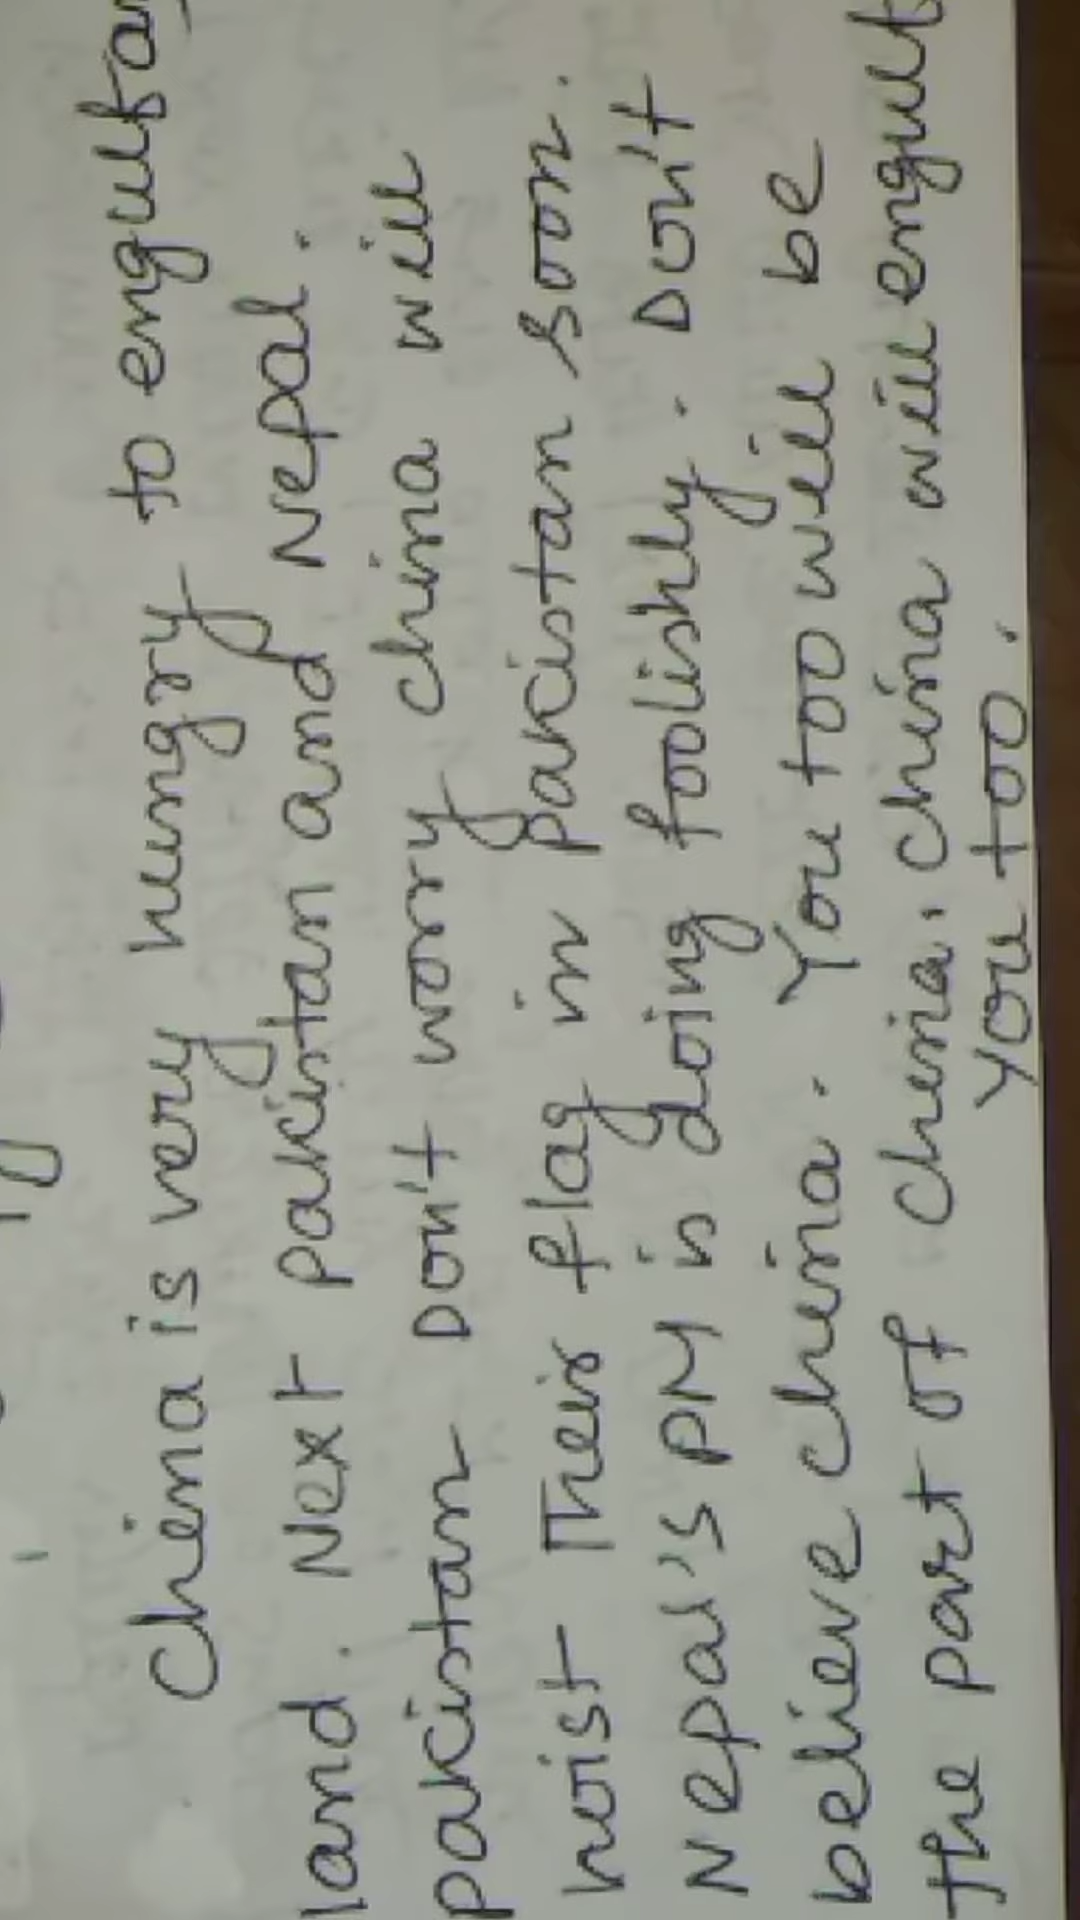 China is very hungry to engulf any
land. Next pakistan and Nepal.
pakistan Don't worry china will
hoist Their flag in pakistan soon.
Nepal's PM is doing foolishly. Don't
believe china. You too will be
the part of china. china will engulf
you too.